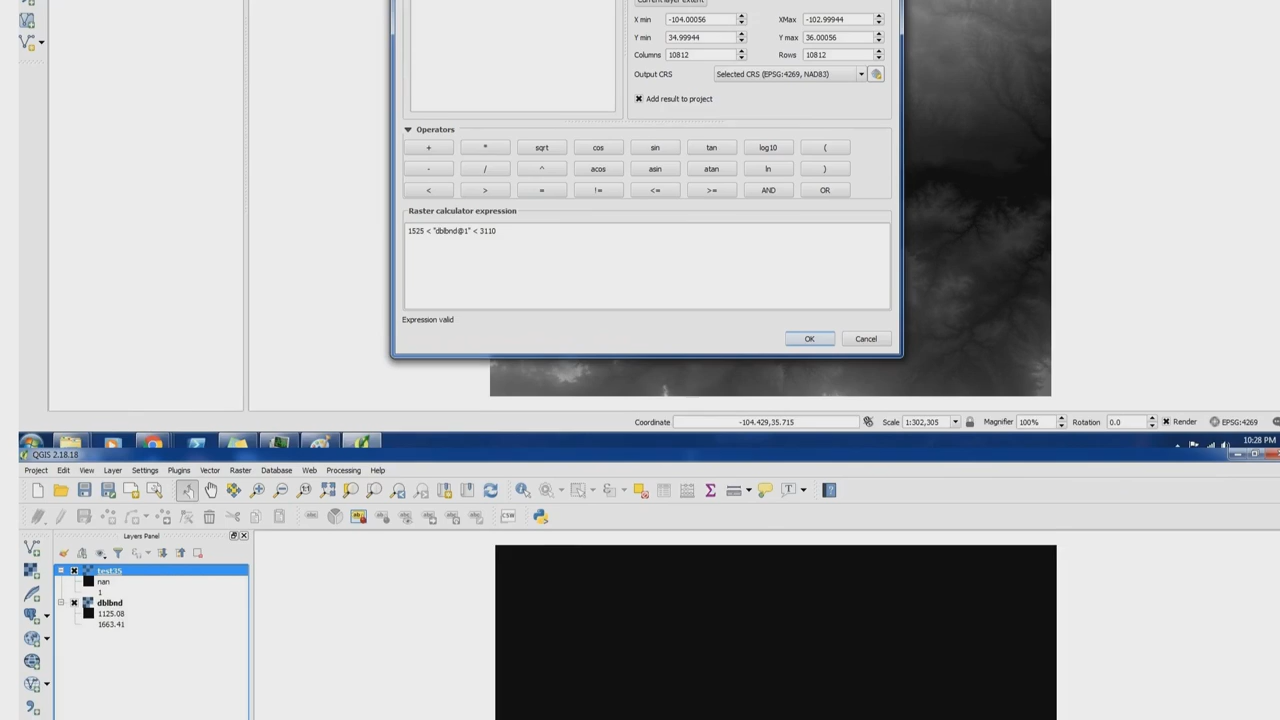 Current layer extent
X min -104.00056 XMax -102.99944
Y min 34.99944 Y max 36.00056
Columns 10812 Rows 10812
Output CRS Selected CRS (EPSG:4269, NAD83)
Add result to project
Operators
+ * sqrt cos sin tan log10 (
- / ^ acos asin atan ln )
< > = != <= >= AND OR
Raster calculator expression
1525 < "dblbnd@1" < 3110
Expression valid
OK Cancel
Coordinate -104.429,35.715 Scale 1:302,305 Magnifier 100% Rotation 0.0 Render EPSG:4269
10:28 PM
QGIS 2.18.18
Project Edit View Layer Settings Plugins Vector Raster Database Web Processing Help
CSW
Layers Panel
test35
nan
1
dblbnd
1125.08
1663.41